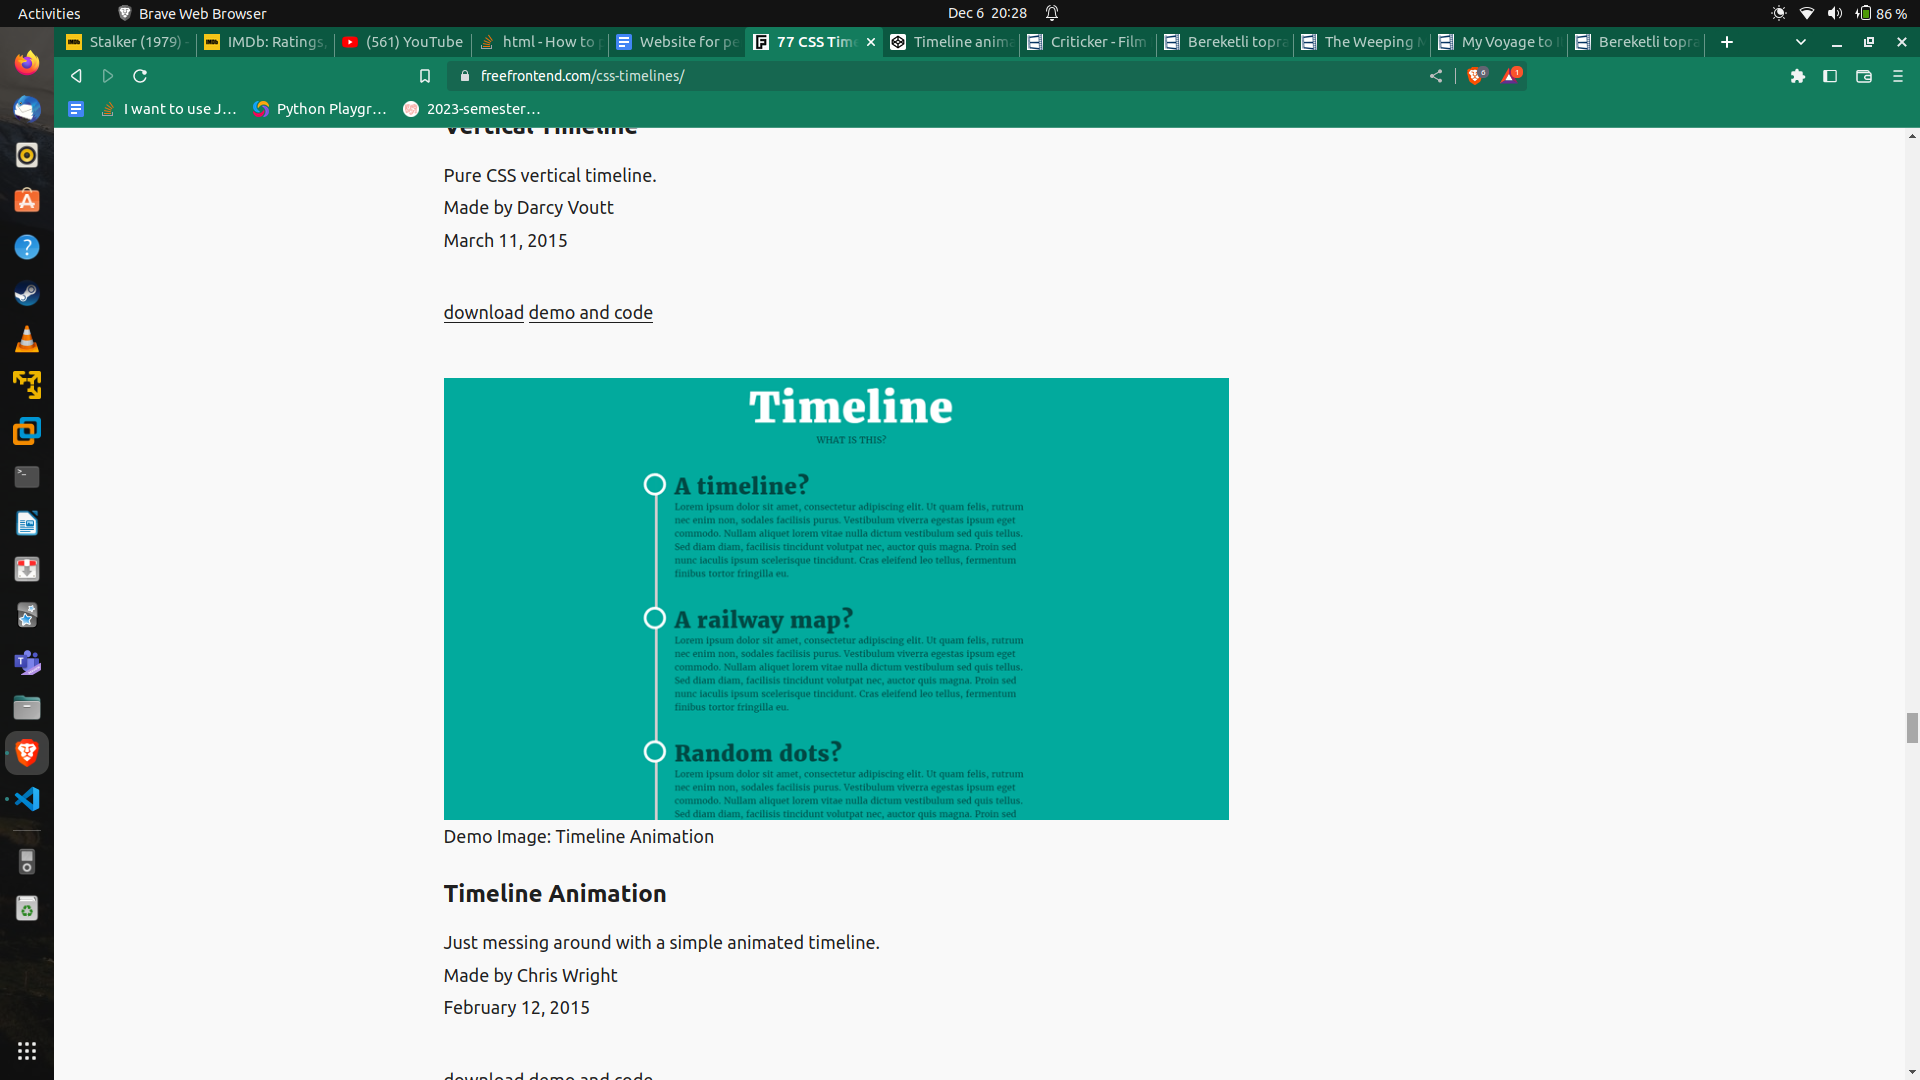 Activities
Brave Web Browser
Dec 6 20:28
86 %
Stalker (1979) -
IMDb: Ratings,
(561) YouTube
html - How to p
Website for pe
77 CSS Time
Timeline anima
Criticker - Film
Bereketli topra
The Weeping M
My Voyage to I
Bereketli topra
freefrontend.com/css-timelines/
6
1
I want to use J…
Python Playgr…
2023-semester…
Vertical Timeline
Pure CSS vertical timeline.
Made by Darcy Voutt
March 11, 2015
download demo and code
Timeline
WHAT IS THIS?
A timeline?
Lorem ipsum dolor sit amet, consectetur adipiscing elit. Ut quam felis, rutrum
nec enim non, sodales facilisis purus. Vestibulum viverra egestas ipsum eget
commodo. Nullam aliquet lorem vitae nulla dictum vestibulum sed quis tellus.
Sed diam diam, facilisis tincidunt volutpat nec, auctor quis magna. Proin sed
nunc iaculis ipsum scelerisque tincidunt. Cras eleifend leo tellus, fermentum
finibus tortor fringilla eu.
A railway map?
Lorem ipsum dolor sit amet, consectetur adipiscing elit. Ut quam felis, rutrum
nec enim non, sodales facilisis purus. Vestibulum viverra egestas ipsum eget
commodo. Nullam aliquet lorem vitae nulla dictum vestibulum sed quis tellus.
Sed diam diam, facilisis tincidunt volutpat nec, auctor quis magna. Proin sed
nunc iaculis ipsum scelerisque tincidunt. Cras eleifend leo tellus, fermentum
finibus tortor fringilla eu.
Random dots?
Lorem ipsum dolor sit amet, consectetur adipiscing elit. Ut quam felis, rutrum
nec enim non, sodales facilisis purus. Vestibulum viverra egestas ipsum eget
commodo. Nullam aliquet lorem vitae nulla dictum vestibulum sed quis tellus.
Sed diam diam, facilisis tincidunt volutpat nec, auctor quis magna. Proin sed
Demo Image: Timeline Animation
Timeline Animation
Just messing around with a simple animated timeline.
Made by Chris Wright
February 12, 2015
download demo and code